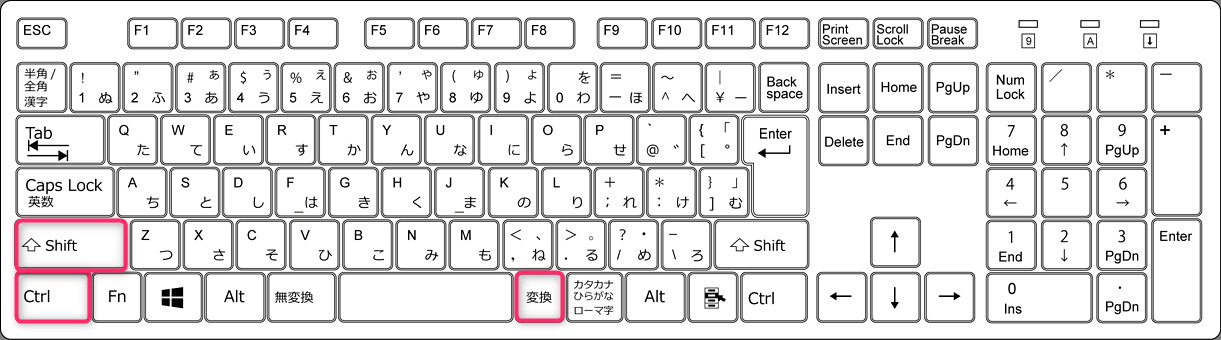 ESC F1 F2 F3 F4 F5 F6 F7 F8 F9 F10 F11 F12 Print Scroll Pause
Screen Lock Break 9 A
半角/ ! " # ぁ $ ぅ % ぇ & ぉ ' ゃ ( ゅ ) ょ を = ~ | Back Insert Home PgUp Num / * −
全角
漢字 1 ぬ 2 ふ 3 あ 4 う 5 え 6 お 7 や 8 ゆ 9 よ 0 わ ー ほ ^ へ ¥ ー space Lock
Tab Q W E R T Y U I O P ` { 「 Enter Delete End PgDn 7 8 9 +
た て い す か ん な に ら せ @ ゛ [ ゜ Home ↑ PgUp
Caps Lock A S D F G H J K L + * } 」 4 5 6
英数 ち と し _は き く _ま の り ; れ : け ] む ← →
Shift Z X C V B N M < 、 > 。 ? ・ _ Shift ↑ 1 2 3 Enter
つ さ そ ひ こ み も , ね . る / め \ ろ End ↓ PgDn
Ctrl Fn Alt 無変換 変換 カタカナ Alt Ctrl ← ↓ → 0 .
ひらがな
ローマ字 Ins PgDn